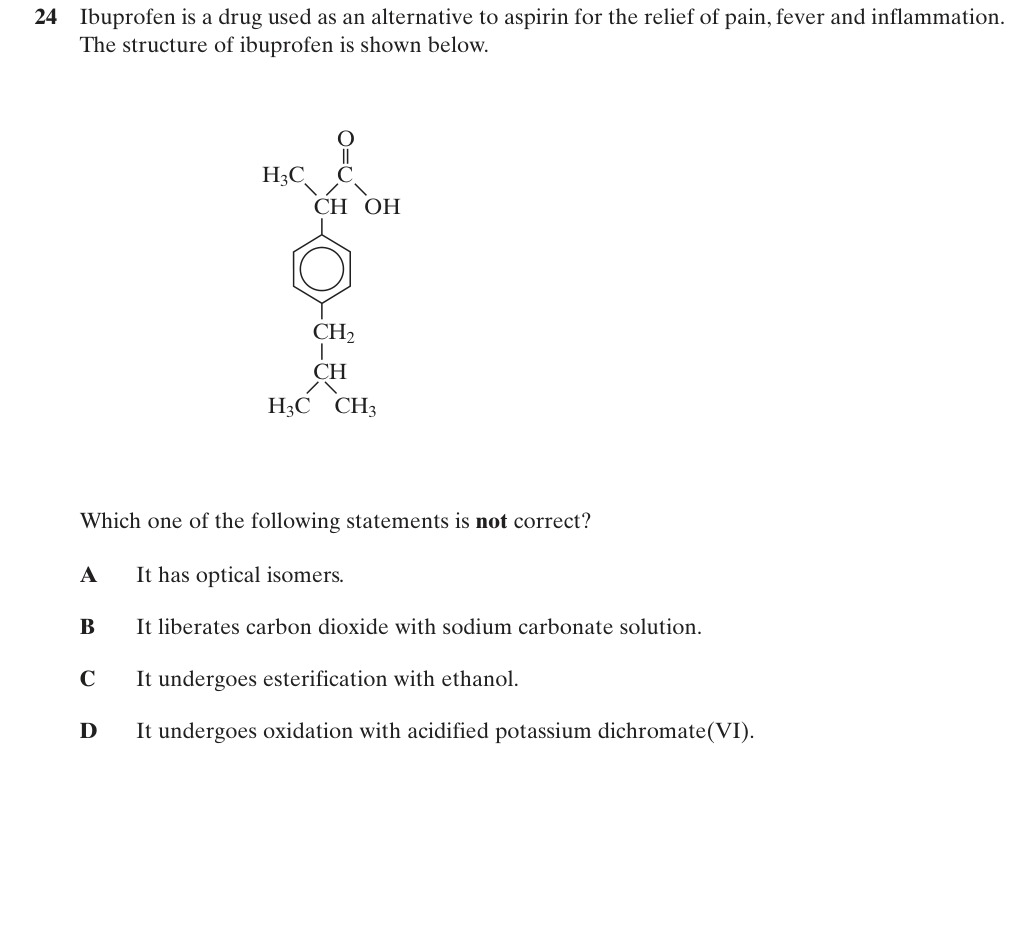 24 Ibuprofen is a drug used as an alternative to aspirin for the relief of pain, fever and inflammation.
The structure of ibuprofen is shown below.
O
H₃C C
CH OH
CH₂
CH
H₃C CH₃
Which one of the following statements is not correct?
A It has optical isomers.
B It liberates carbon dioxide with sodium carbonate solution.
C It undergoes esterification with ethanol.
D It undergoes oxidation with acidified potassium dichromate(VI).